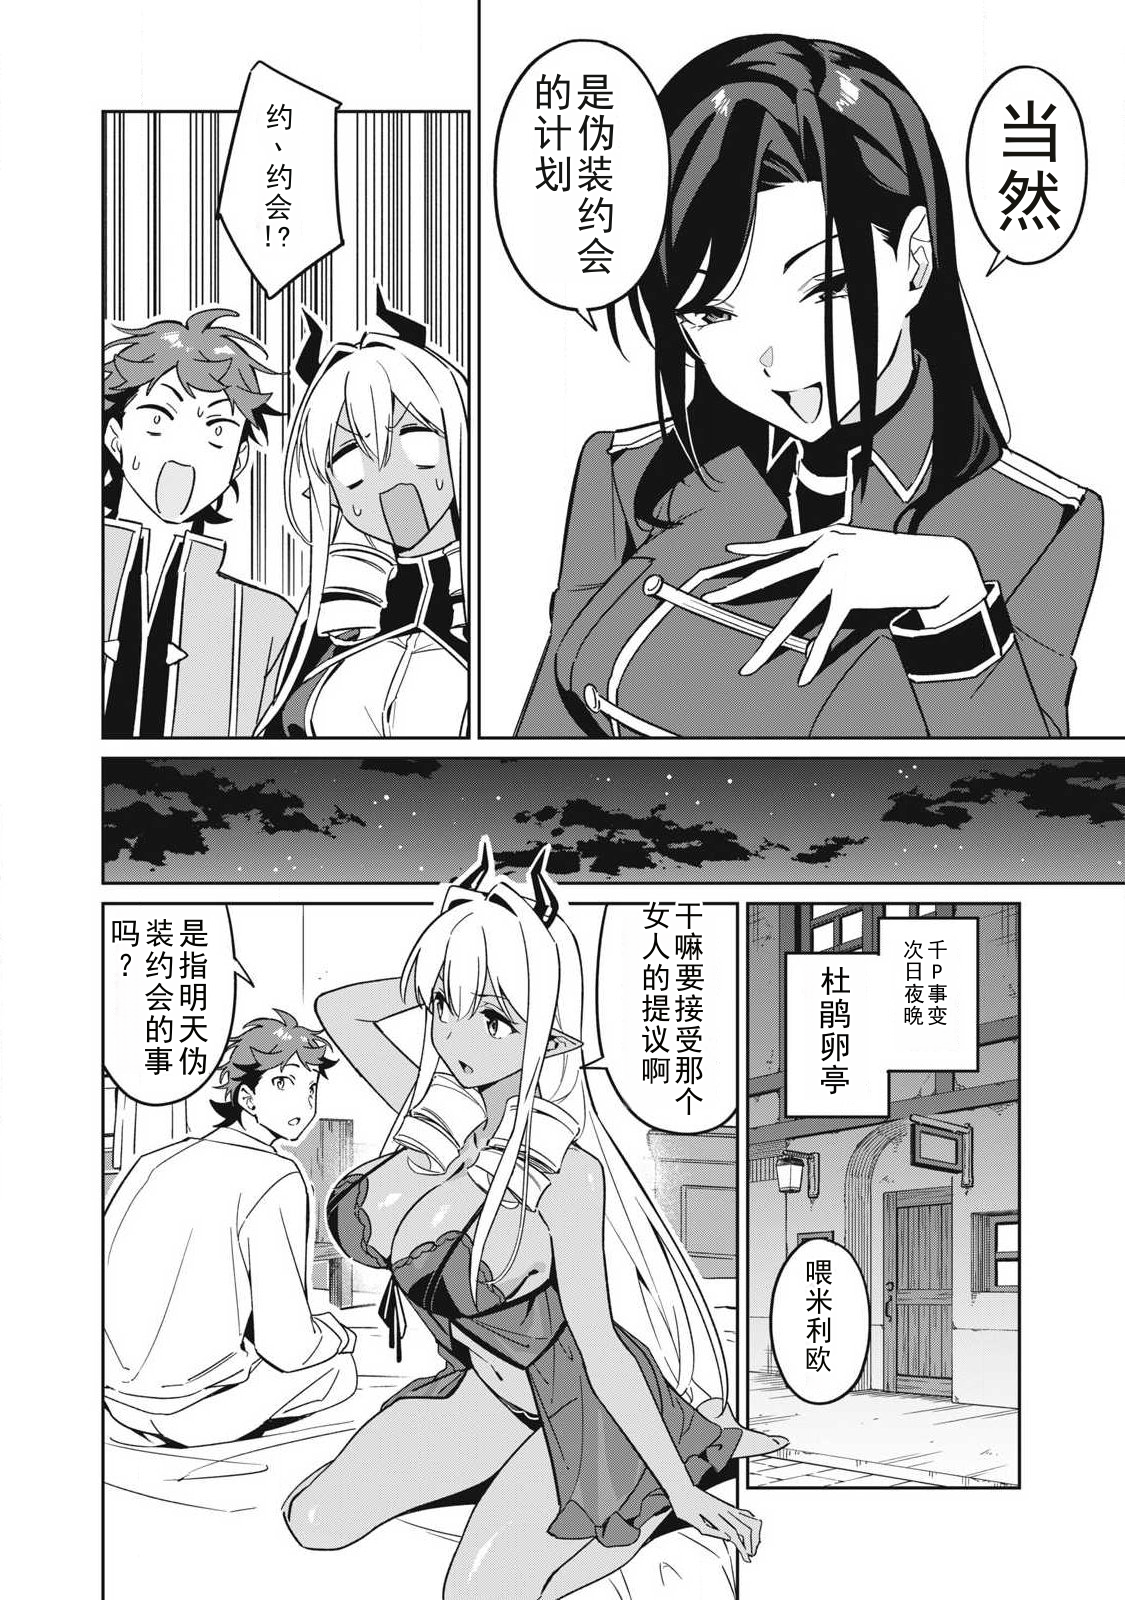 当然
是伪装约会
的计划
约、约会!?
千P事变
次日夜晚
杜鹃卵亭
喂米利欧
干嘛要接受那个
女人的提议啊
是指明天伪
装约会的事
吗？